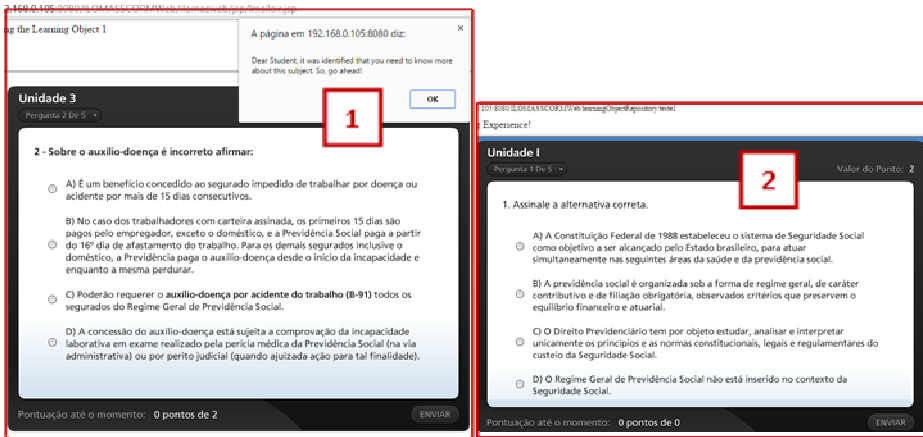 2.168.0.105:8080/ILOMASSCORMWeb/ilomasweb/jsp/
ng the Learning Object 1
A página em 192.168.0.105:8080 diz:
×
Dear Student, it was identified that you need to know more
about this subject. So, go ahead!
OK
1
Unidade 3
Pergunta 2 De 5
2 - Sobre o auxílio-doença é incorreto afirmar:
A) É um benefício concedido ao segurado impedido de trabalhar por doença ou
acidente por mais de 15 dias consecutivos.
B) No caso dos trabalhadores com carteira assinada, os primeiros 15 dias são
pagos pelo empregador, exceto o doméstico, e a Previdência Social paga a partir
do 16º dia de afastamento do trabalho. Para os demais segurados inclusive o
doméstico, a Previdência paga o auxílio-doença desde o início da incapacidade e
enquanto a mesma perdurar.
C) Poderão requerer o auxílio-doença por acidente do trabalho (B-91) todos os
segurados do Regime Geral de Previdência Social.
D) A concessão do auxílio-doença está sujeita a comprovação da incapacidade
laborativa em exame realizado pela perícia médica da Previdência Social (na via
administrativa) ou por perito judicial (quando ajuizada ação para tal finalidade).
Pontuação até o momento: 0 pontos de 2
ENVIAR
105:8080/ILOMASSCORMWeb/learningObjectRepository/teste1
g Experience!
Unidade I
Pergunta 1 De 5
Valor do Ponto: 2
2
1. Assinale a alternativa correta.
A) A Constituição Federal de 1988 estabeleceu o sistema de Seguridade Social
como objetivo a ser alcançado pelo Estado brasileiro, para atuar
simultaneamente nas seguintes áreas da saúde e da previdência social.
B) A previdência social é organizada sob a forma de regime geral, de caráter
contributivo e de filiação obrigatória, observados critérios que preservem o
equilíbrio financeiro e atuarial.
C) O Direito Previdenciário tem por objeto estudar, analisar e interpretar
unicamente os princípios e as normas constitucionais, legais e regulamentares do
custeio da Seguridade Social.
D) O Regime Geral de Previdência Social não está inserido no contexto da
Seguridade Social.
Pontuação até o momento: 0 pontos de 0
ENVIAR